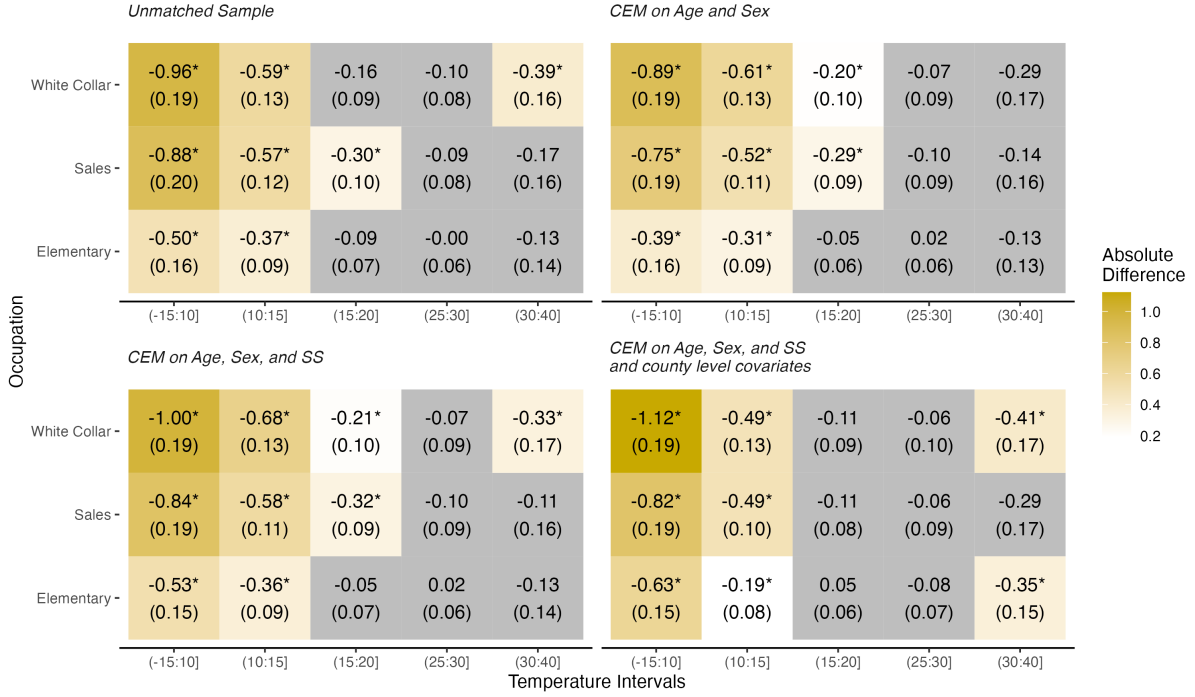 Unmatched Sample
CEM on Age and Sex
White Collar
-0.96* -0.59* -0.16 -0.10 -0.39*
(0.19) (0.13) (0.09) (0.08) (0.16)
-0.89* -0.61* -0.20* -0.07 -0.29
(0.19) (0.13) (0.10) (0.09) (0.17)
Sales
-0.88* -0.57* -0.30* -0.09 -0.17
(0.20) (0.12) (0.10) (0.08) (0.16)
-0.75* -0.52* -0.29* -0.10 -0.14
(0.19) (0.11) (0.09) (0.09) (0.16)
Elementary
-0.50* -0.37* -0.09 -0.00 -0.13
(0.16) (0.09) (0.07) (0.06) (0.14)
-0.39* -0.31* -0.05 0.02 -0.13
(0.16) (0.09) (0.06) (0.06) (0.13)
(-15:10] (10:15] (15:20] (25:30] (30:40]
(-15:10] (10:15] (15:20] (25:30] (30:40]
CEM on Age, Sex, and SS
CEM on Age, Sex, and SS
and county level covariates
White Collar
-1.00* -0.68* -0.21* -0.07 -0.33*
(0.19) (0.13) (0.10) (0.09) (0.17)
-1.12* -0.49* -0.11 -0.06 -0.41*
(0.19) (0.13) (0.09) (0.10) (0.17)
Sales
-0.84* -0.58* -0.32* -0.10 -0.11
(0.19) (0.11) (0.09) (0.09) (0.16)
-0.82* -0.49* -0.11 -0.06 -0.29
(0.19) (0.10) (0.08) (0.09) (0.17)
Elementary
-0.53* -0.36* -0.05 0.02 -0.13
(0.15) (0.09) (0.07) (0.06) (0.14)
-0.63* -0.19* 0.05 -0.08 -0.35*
(0.15) (0.08) (0.06) (0.07) (0.15)
(-15:10] (10:15] (15:20] (25:30] (30:40]
(-15:10] (10:15] (15:20] (25:30] (30:40]
Occupation
Temperature Intervals
Absolute
Difference
1.0
0.8
0.6
0.4
0.2